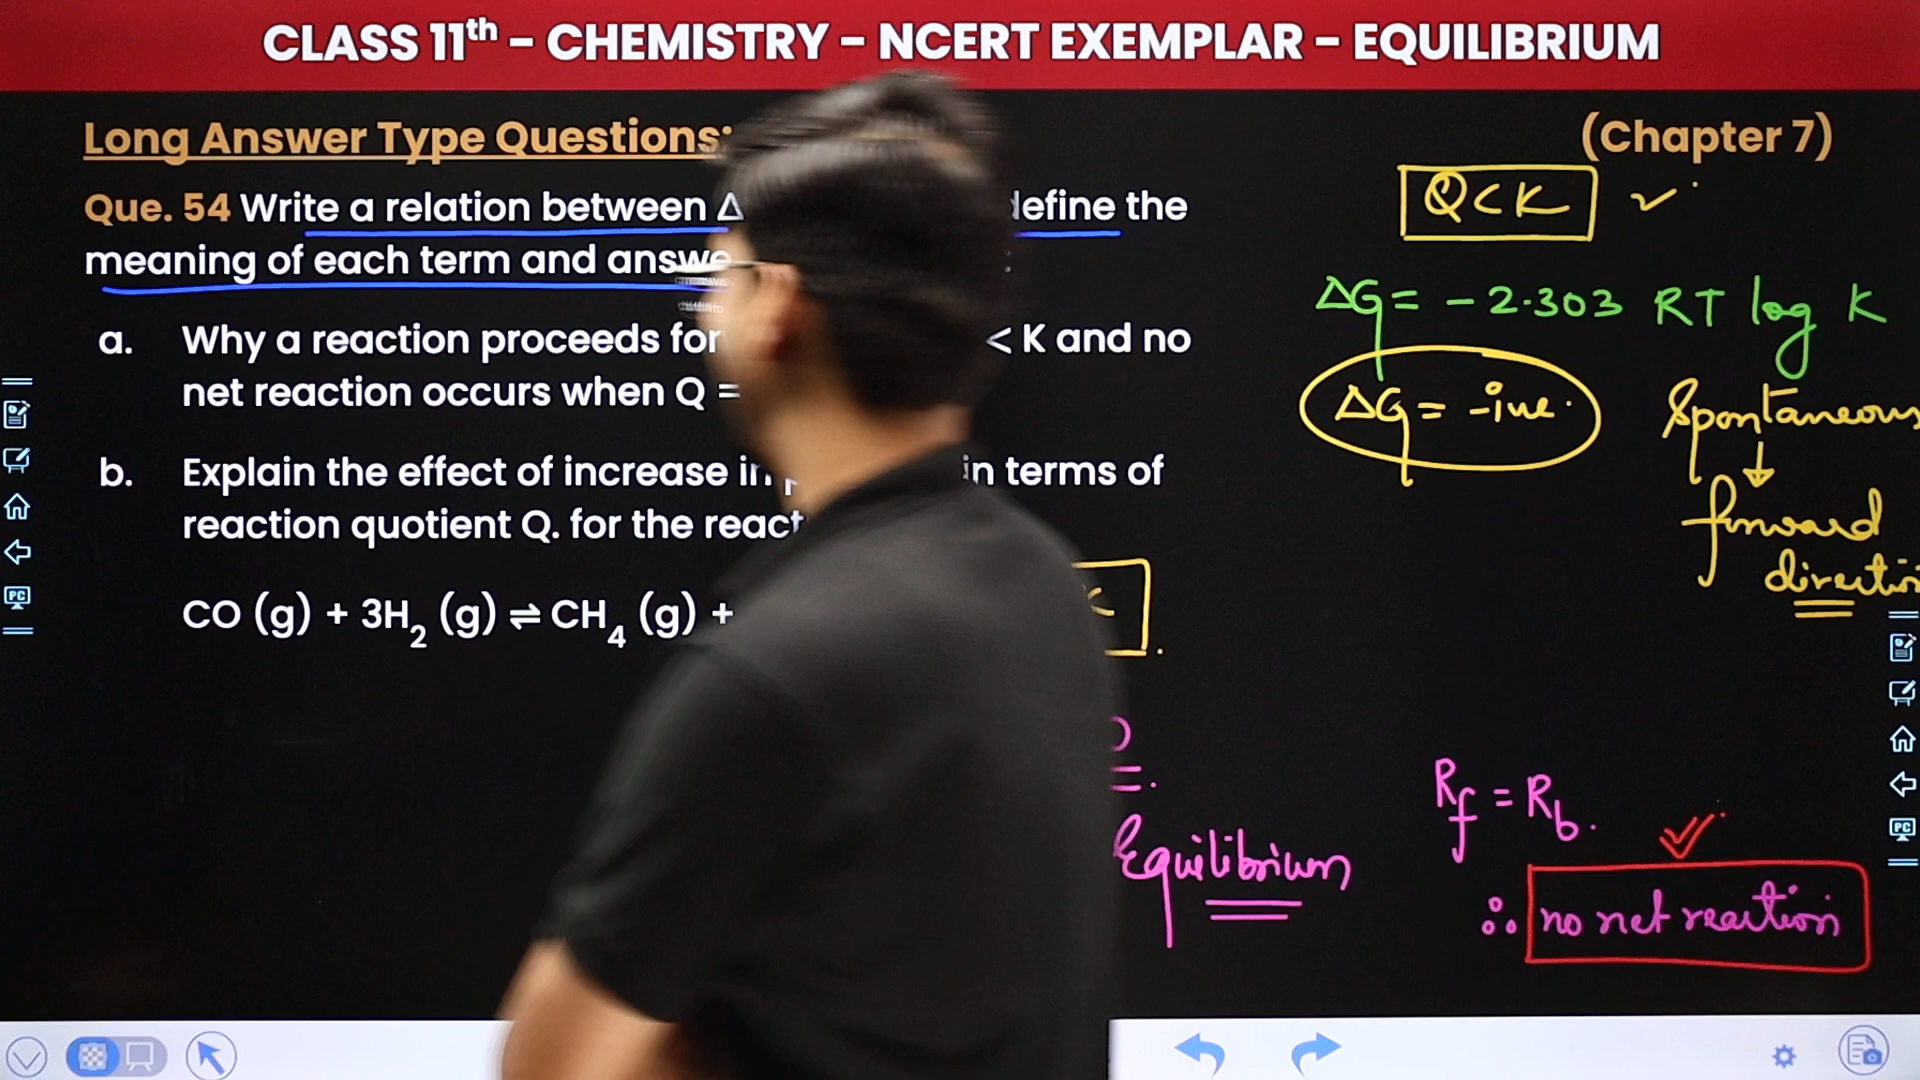 CLASS 11th – CHEMISTRY – NCERT EXEMPLAR – EQUILIBRIUM
Long Answer Type Questions:
(Chapter 7)
Que. 54 Write a relation between Δ define the
meaning of each term and answe
a. Why a reaction proceeds for < K and no
net reaction occurs when Q =
b. Explain the effect of increase in p in terms of
reaction quotient Q. for the react
CO (g) + 3H2 (g) ⇌ CH4 (g) +
Q < K
ΔG = -2.303 RT log K
ΔG = -ive.
Spontaneous
↓
forward
direction
Equilibrium
Rf = Rb.
∴ no net reaction
PC
PC